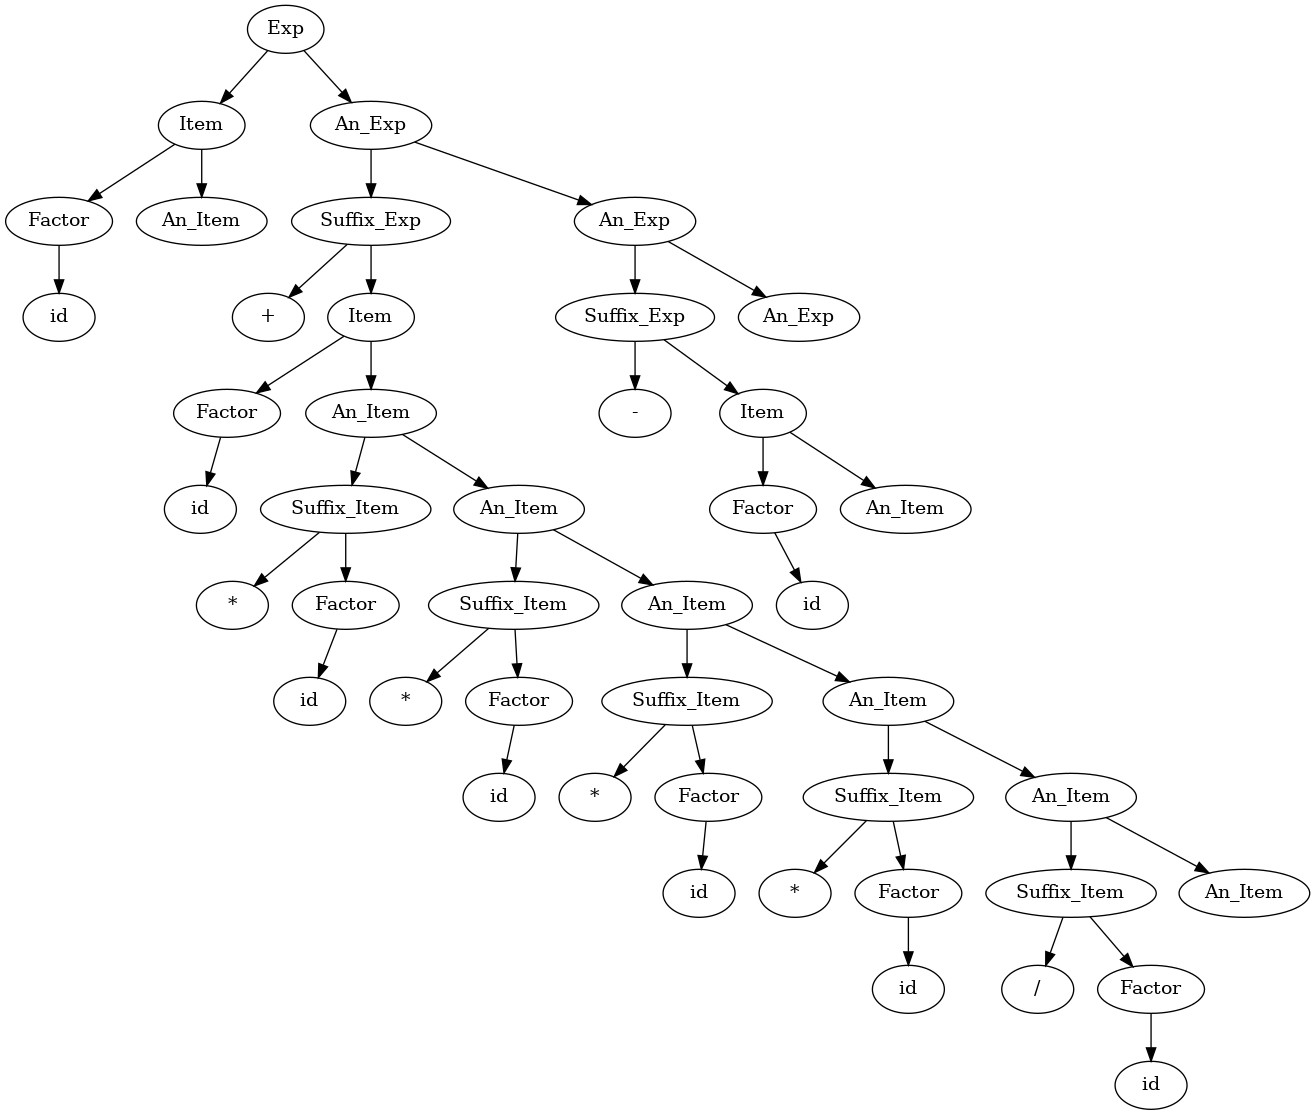 Exp
Item An_Exp
Factor An_Item Suffix_Exp An_Exp
id + Item Suffix_Exp An_Exp
Factor An_Item - Item
id Suffix_Item An_Item Factor An_Item
* Factor Suffix_Item An_Item id
id * Factor Suffix_Item An_Item
id * Factor Suffix_Item An_Item
id * Factor Suffix_Item An_Item
id / Factor
id